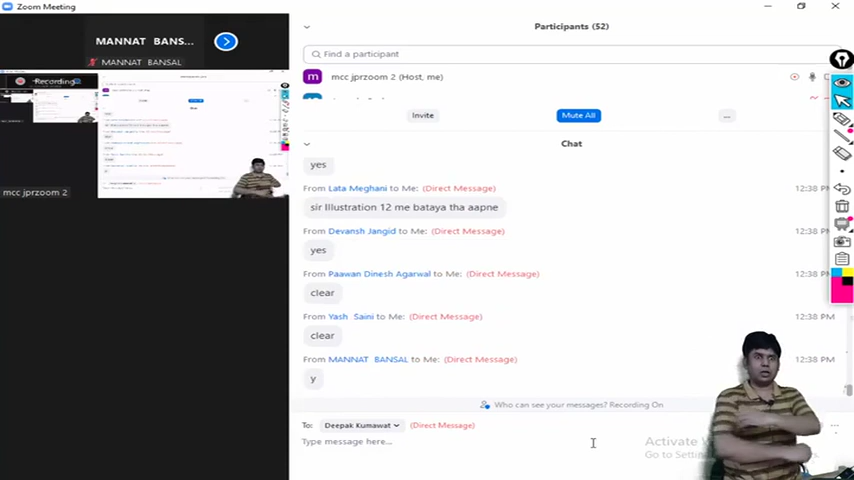 Zoom Meeting
MANNAT BANS...
MANNAT BANSAL
Recording
mcc jprzoom 2
Participants (52)
Find a participant
m
mcc jprzoom 2 (Host, me)
Invite
Mute All
...
Chat
yes
From Lata Meghani to Me: (Direct Message)
12:38 PM
sir Illustration 12 me bataya tha aapne
From Devansh Jangid to Me: (Direct Message)
12:38 PM
yes
From Paawan Dinesh Agarwal to Me: (Direct Message)
12:38 PM
clear
From Yash Saini to Me: (Direct Message)
12:38 PM
clear
From MANNAT BANSAL to Me: (Direct Message)
12:38 PM
y
Who can see your messages? Recording On
To: Deepak Kumawat (Direct Message)
Type message here...
Activate
Go to